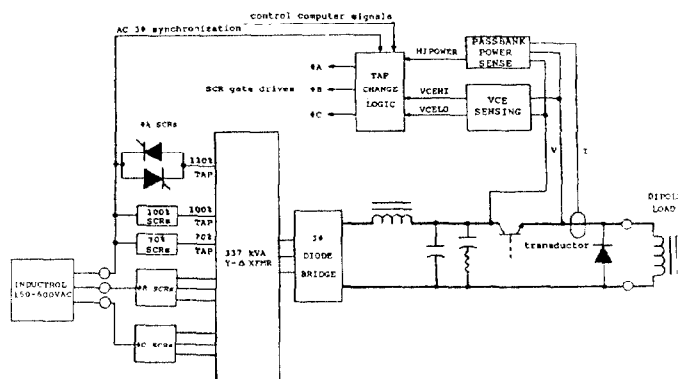 control computer signals
AC 3Φ synchronization
ΦA
ΦB
ΦC
SCR gate drives
TAP
CHANGE
LOGIC
HIPOWER
PASSBANK
POWER
SENSE
VCEHI
VCELO
VCE
SENSING
V
I
ΦA SCRs
110%
TAP
100%
SCRs
100%
TAP
70%
SCRs
70%
TAP
337 kVA
Y-Δ XFMR
3Φ
DIODE
BRIDGE
transductor
DIPOLE
LOAD
INDUCTROL
150-600VAC
ΦB SCRs
ΦC SCRs